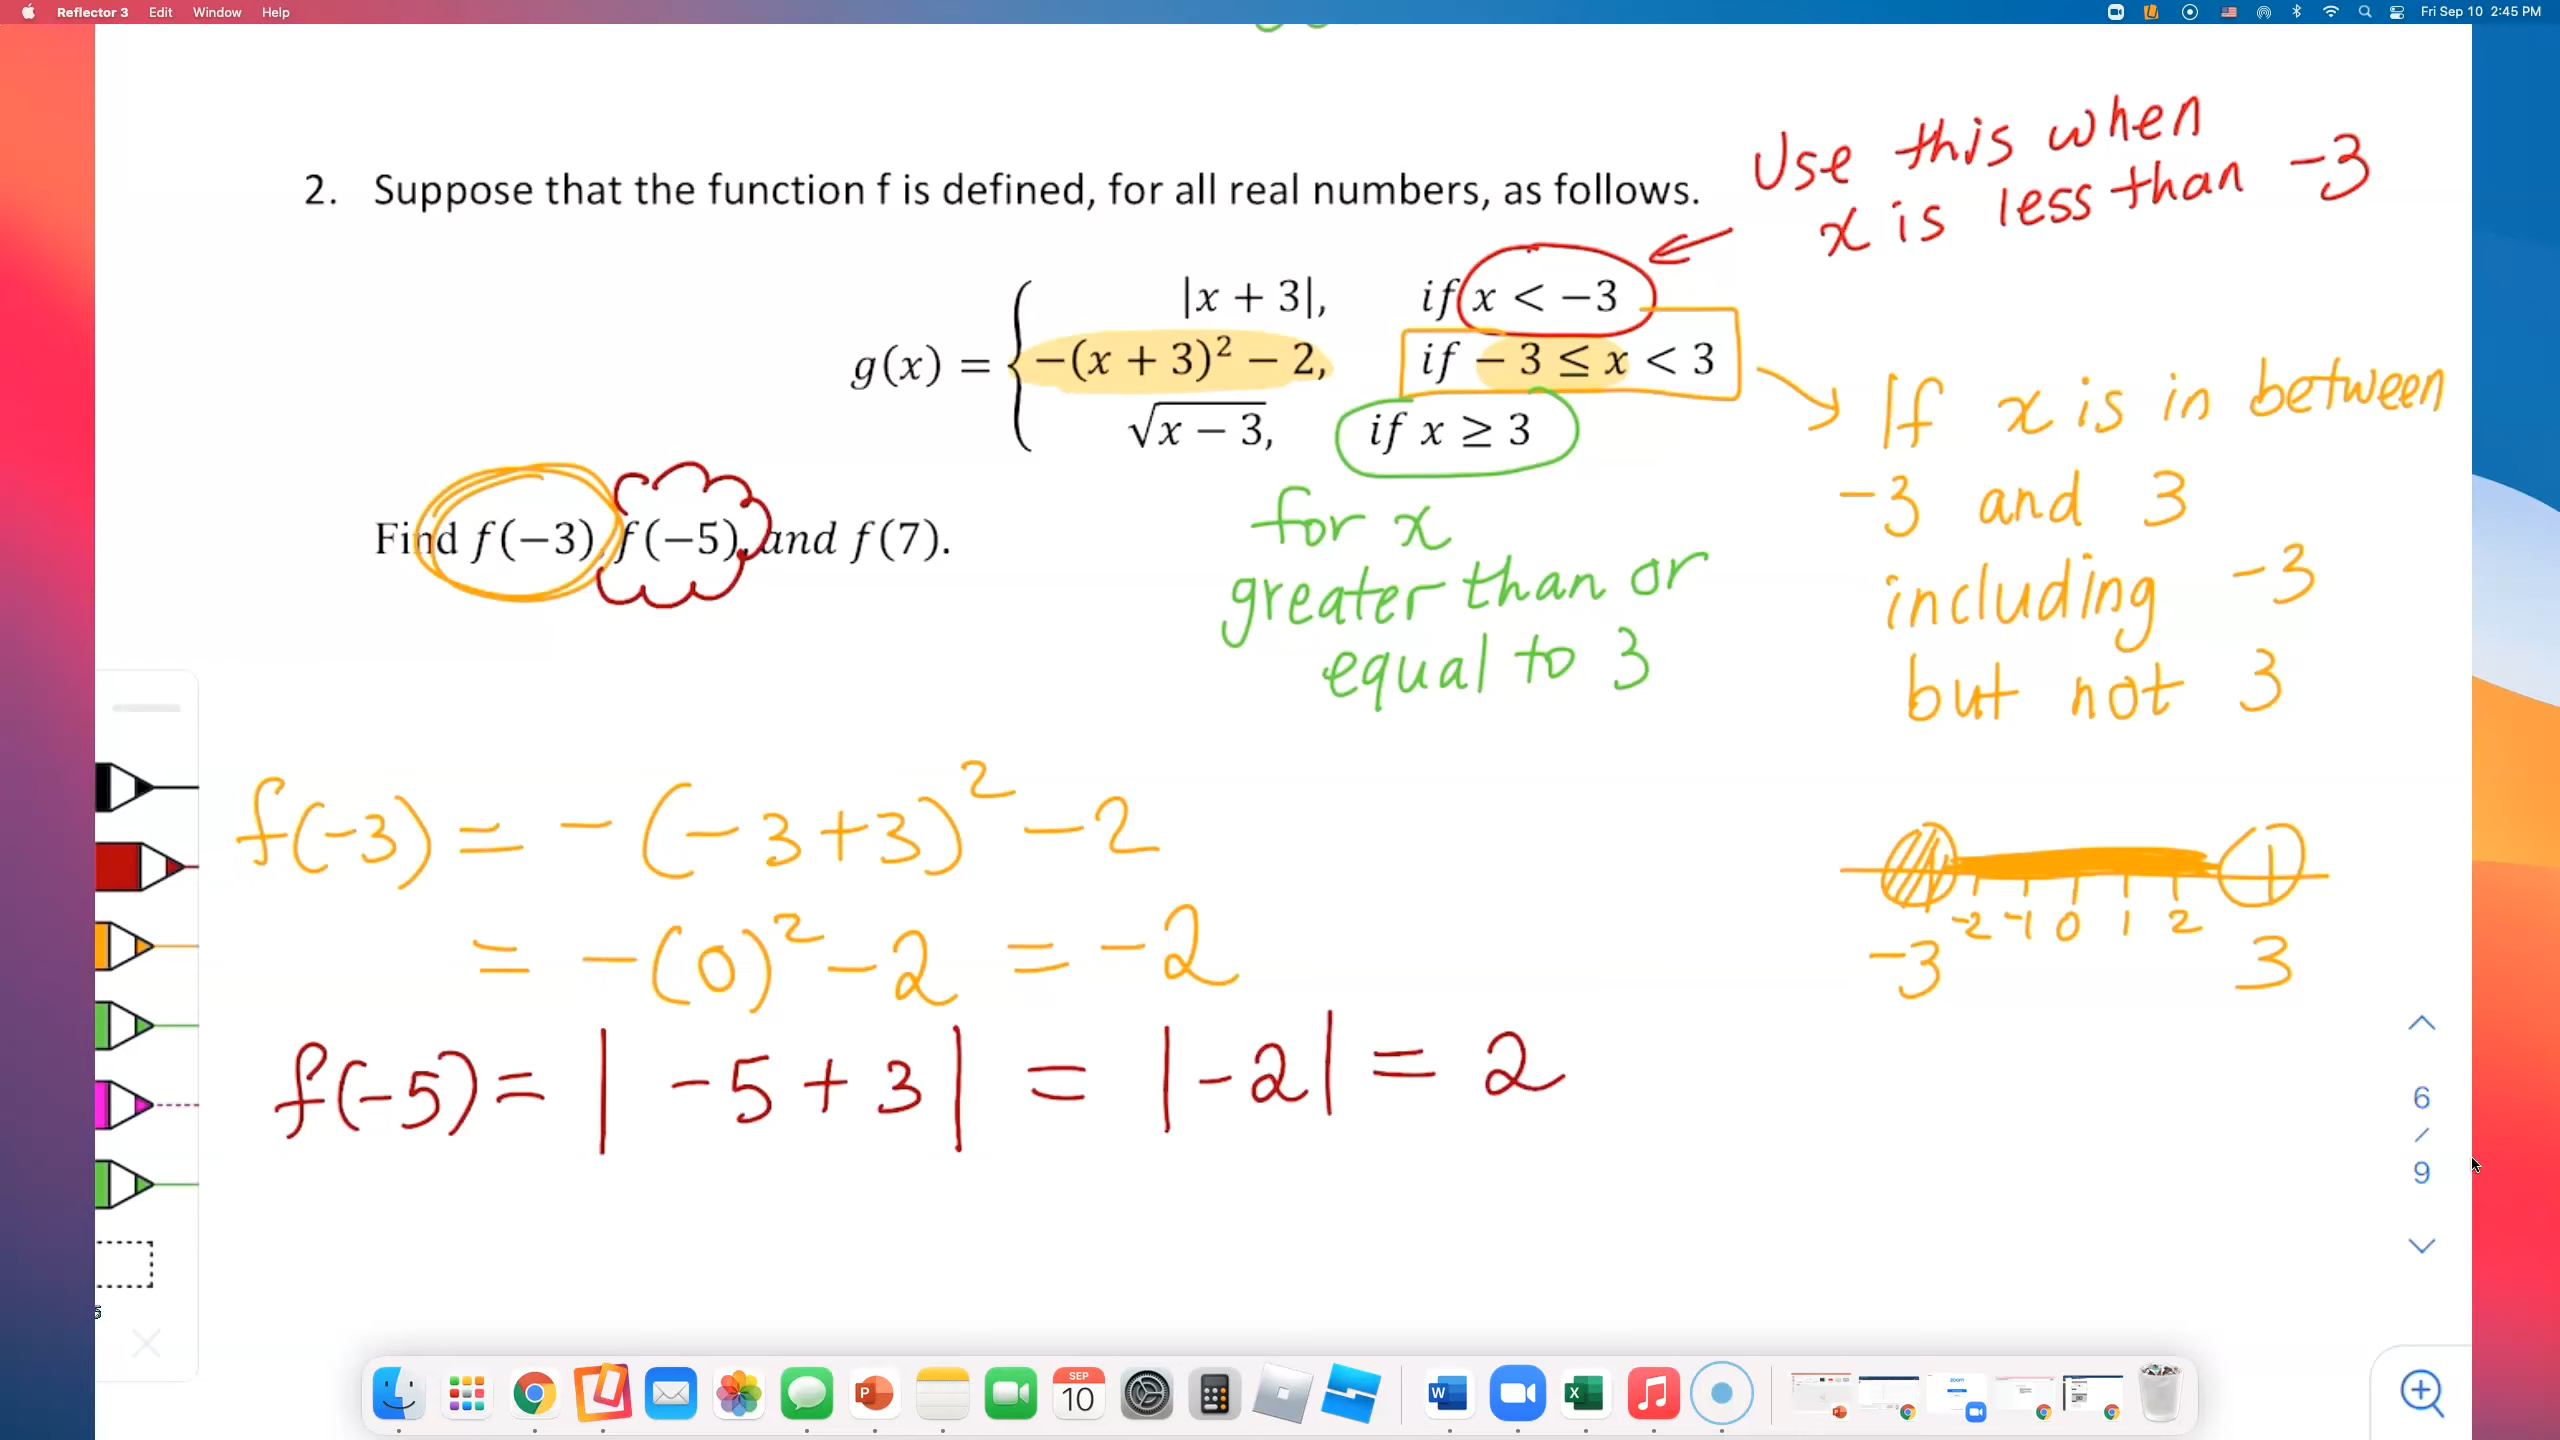 Reflector 3 Edit Window Help Fri Sep 10 2:45 PM
Use this when
x is less than -3
2. Suppose that the function f is defined, for all real numbers, as follows.
|x + 3|, if x < −3
g(x) = { −(x + 3)² − 2, if − 3 ≤ x < 3
√x − 3, if x ≥ 3
If x is in between
-3 and 3
including -3
but not 3
Find f(−3), f(−5), and f(7).
for x
greater than or
equal to 3
f(-3) = -(-3+3)² -2
= -(0)² -2 = -2
-2 -1 0 1 2
-3 3
f(-5) = |-5+3| = |-2| = 2
6
/
9
SEP
10
zoom